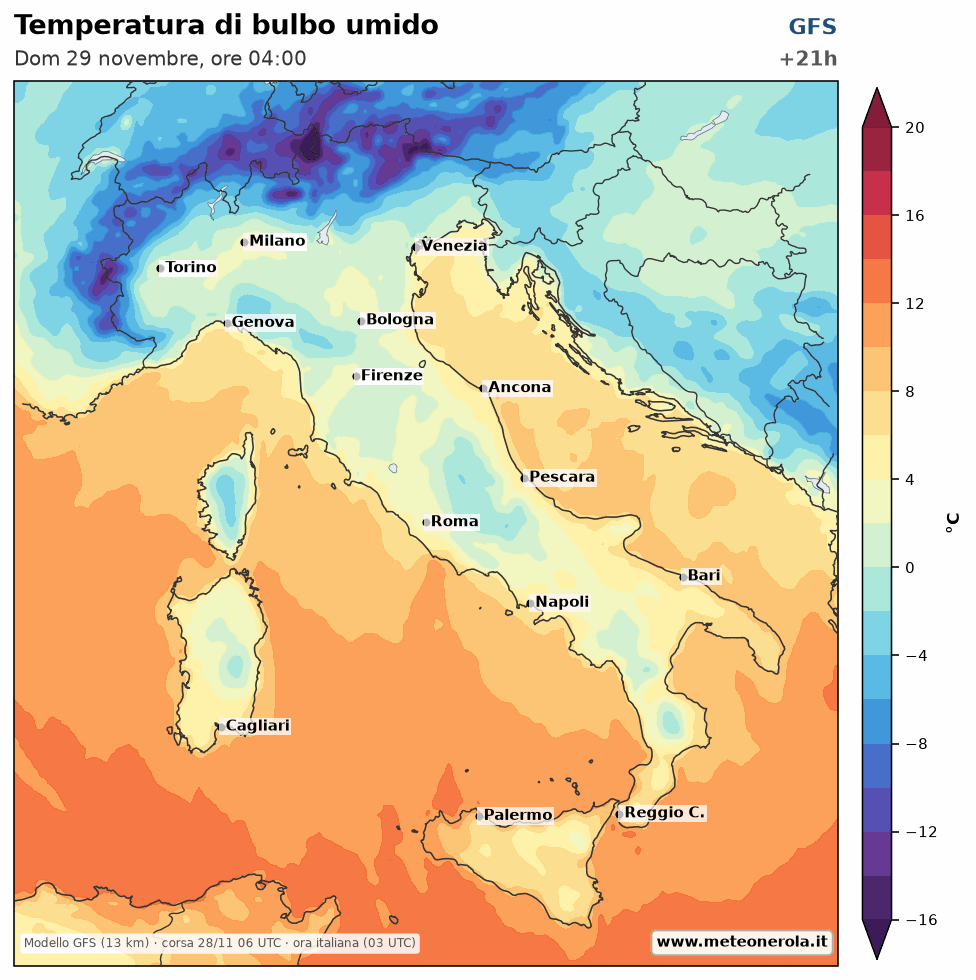 Temperatura di bulbo umido
GFS
Dom 29 novembre, ore 04:00
+21h
Milano
Venezia
Torino
Genova
Bologna
Firenze
Ancona
Pescara
Roma
Bari
Napoli
Cagliari
Palermo
Reggio C.
20
16
12
8
4
0
−4
−8
−12
−16
°C
Modello GFS (13 km) · corsa 28/11 06 UTC · ora italiana (03 UTC)
www.meteonerola.it